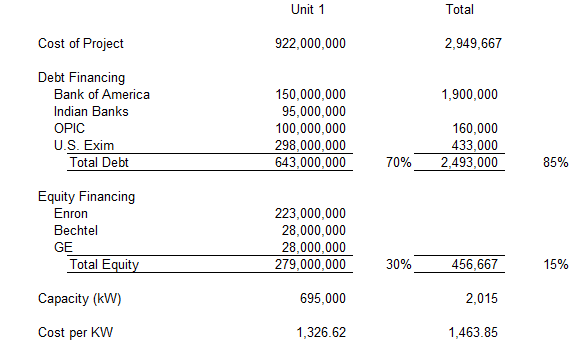 Unit 1 Total
Cost of Project 922,000,000 2,949,667
Debt Financing
Bank of America 150,000,000 1,900,000
Indian Banks 95,000,000
OPIC 100,000,000 160,000
U.S. Exim 298,000,000 433,000
Total Debt 643,000,000 70% 2,493,000 85%
Equity Financing
Enron 223,000,000
Bechtel 28,000,000
GE 28,000,000
Total Equity 279,000,000 30% 456,667 15%
Capacity (kW) 695,000 2,015
Cost per KW 1,326.62 1,463.85